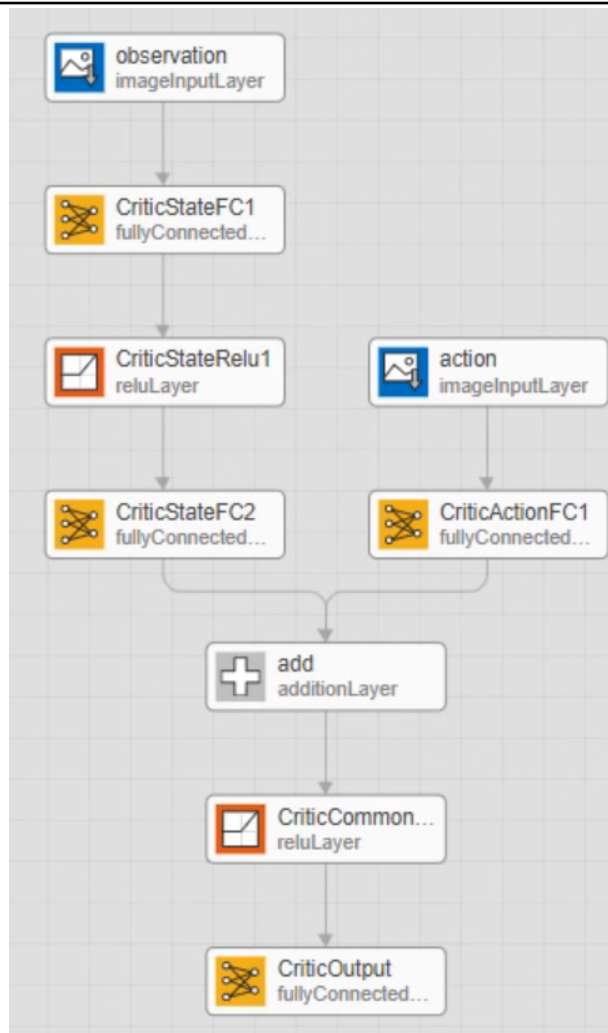 observation
imageInputLayer
CriticStateFC1
fullyConnected...
CriticStateRelu1
reluLayer
action
imageInputLayer
CriticStateFC2
fullyConnected...
CriticActionFC1
fullyConnected...
add
additionLayer
CriticCommon...
reluLayer
CriticOutput
fullyConnected...